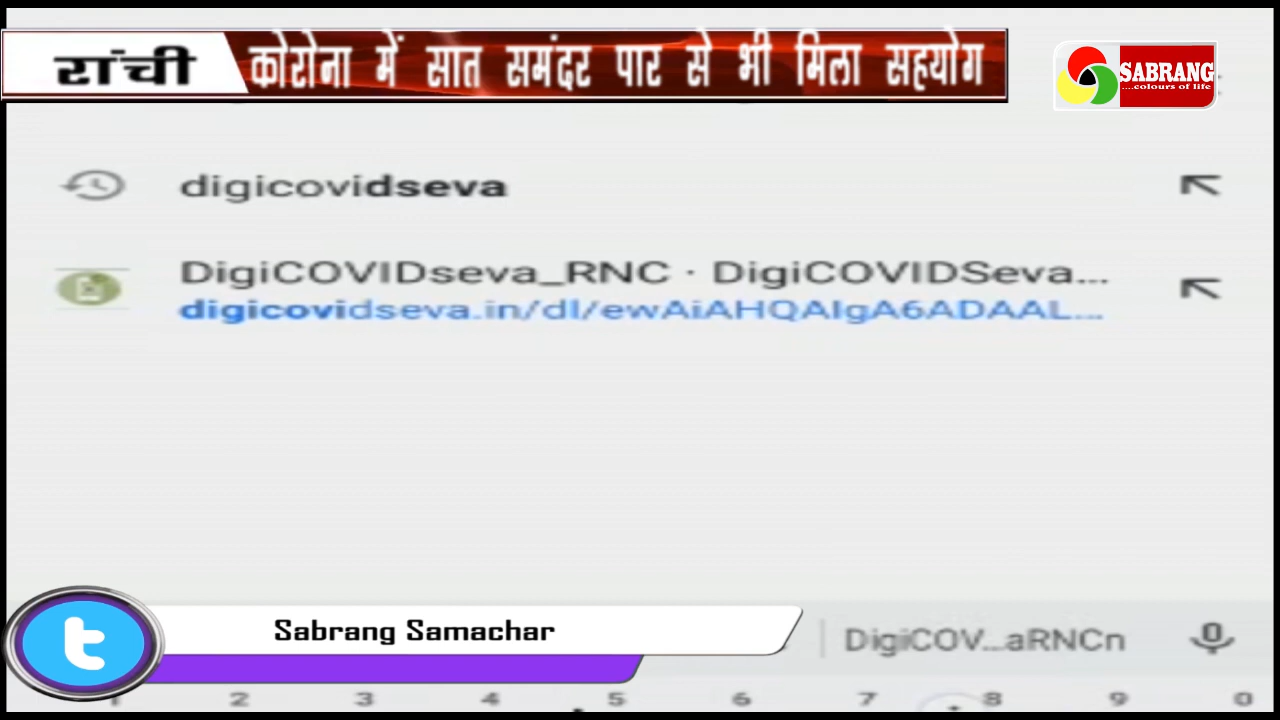 रांची
कोरोना में सात समंदर पार से भी मिला सहयोग
SABRANG
....colours of life
digicovidseva
DigiCOVIDseva_RNC · DigiCOVIDSeva...
digicovidseva.in/dl/ewAiAHQAIgA6ADAAL...
Sabrang Samachar
DigiCOV...aRNCn
1 2 3 4 5 6 7 8 9 0